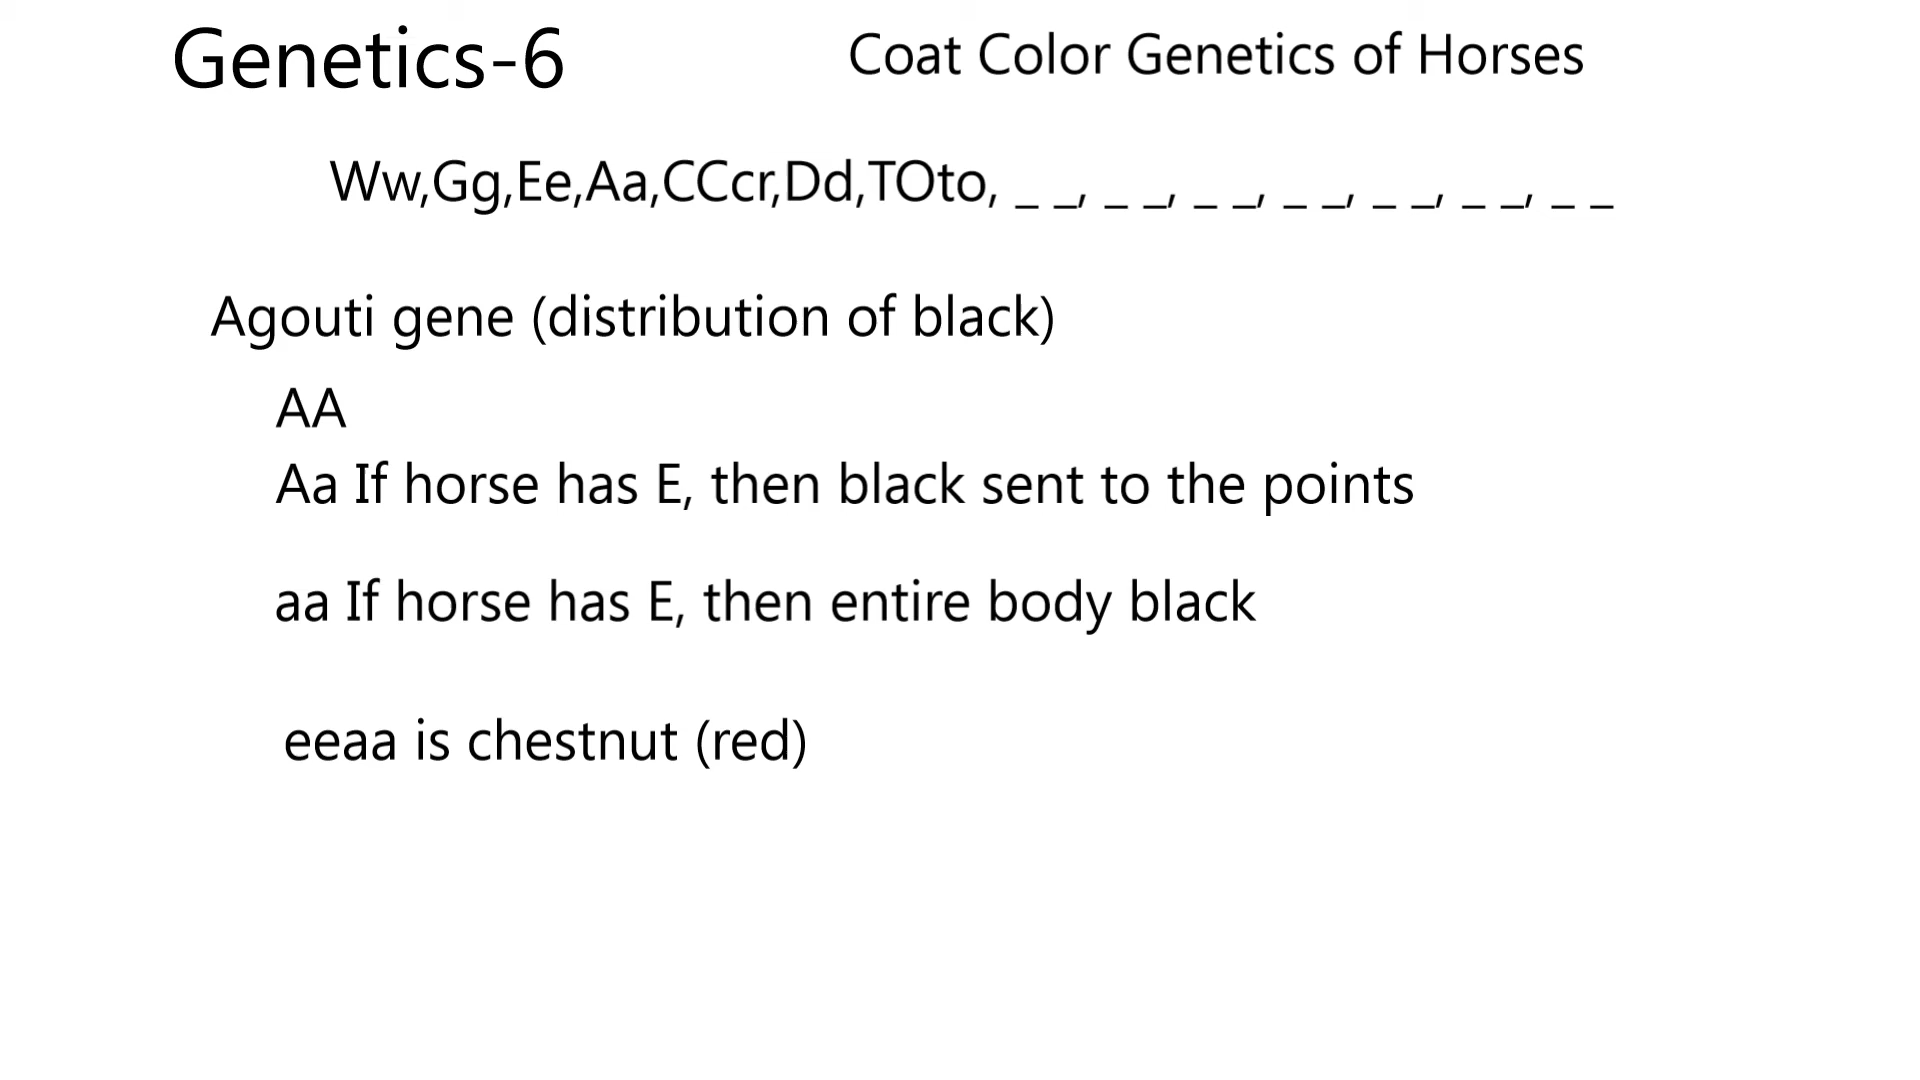 Genetics-6
Coat Color Genetics of Horses
Ww,Gg,Ee,Aa,CCcr,Dd,TOto, _ _, _ _, _ _, _ _, _ _, _ _, _ _
Agouti gene (distribution of black)
AA
Aa If horse has E, then black sent to the points
aa If horse has E, then entire body black
eeaa is chestnut (red)